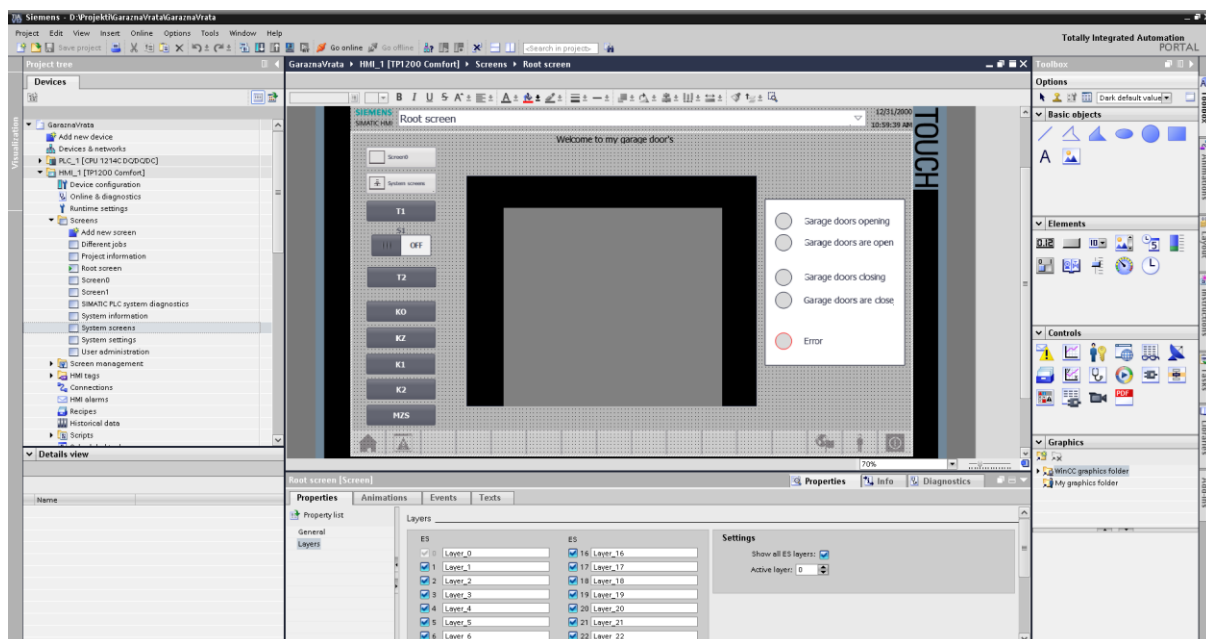 Siemens - D:\Projekti\GaraznaVrata\GaraznaVrata
Project Edit View Insert Online Options Tools Window Help
Save project
Go online
Go offline
<Search in project>
Totally Integrated Automation
PORTAL
Project tree
Devices
Visualization
GaraznaVrata
Add new device
Devices & networks
PLC_1 [CPU 1214C DC/DC/DC]
HMI_1 [TP1200 Comfort]
Device configuration
Online & diagnostics
Runtime settings
Screens
Add new screen
Different jobs
Project information
Root screen
Screen0
Screen1
SIMATIC PLC system diagnostics
System information
System screens
System settings
User administration
Screen management
HMI tags
Connections
HMI alarms
Recipes
Historical data
Scripts
Details view
Name
GaraznaVrata HMI_1 [TP1200 Comfort] Screens Root screen
B I U S
SIEMENS
SIMATIC HMI
Root screen
12/31/2000
10:59:39 AM
TOUCH
Welcome to my garage door's
Screen0
System screens
T1
S1
OFF
T2
KO
KZ
K1
K2
MZS
Garage doors opening
Garage doors are open
Garage doors closing
Garage doors are close
Error
70%
Root screen [Screen]
Properties Info Diagnostics
Properties Animations Events Texts
Property list
General
Layers
Layers
ES ES
0 Layer_0 16 Layer_16
1 Layer_1 17 Layer_17
2 Layer_2 18 Layer_18
3 Layer_3 19 Layer_19
4 Layer_4 20 Layer_20
5 Layer_5 21 Layer_21
6 Layer_6 22 Layer_22
Settings
Show all ES layers:
Active layer: 0
Toolbox
Options
Dark default value
Basic objects
A
Elements
Controls
PDF
Graphics
WinCC graphics folder
My graphics folder
Toolbox
Animations
Layout
Instructions
Tasks
Libraries
Add-ins